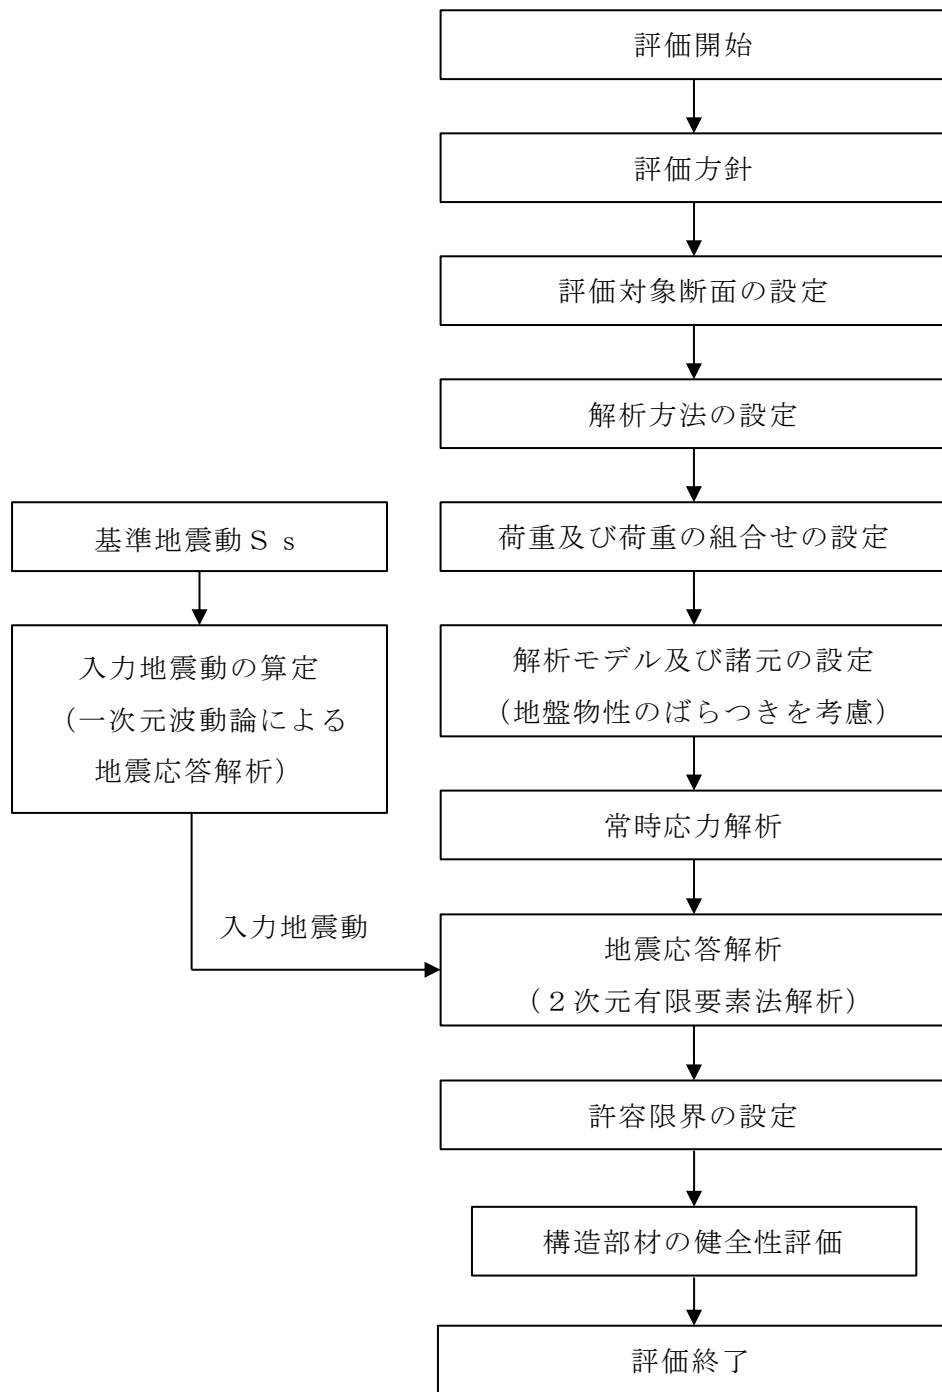 評価開始
評価方針
評価対象断面の設定
解析方法の設定
荷重及び荷重の組合せの設定
基準地震動Ｓｓ
入力地震動の算定
（一次元波動論による
地震応答解析）
解析モデル及び諸元の設定
（地盤物性のばらつきを考慮）
常時応力解析
入力地震動
地震応答解析
（２次元有限要素法解析）
許容限界の設定
構造部材の健全性評価
評価終了